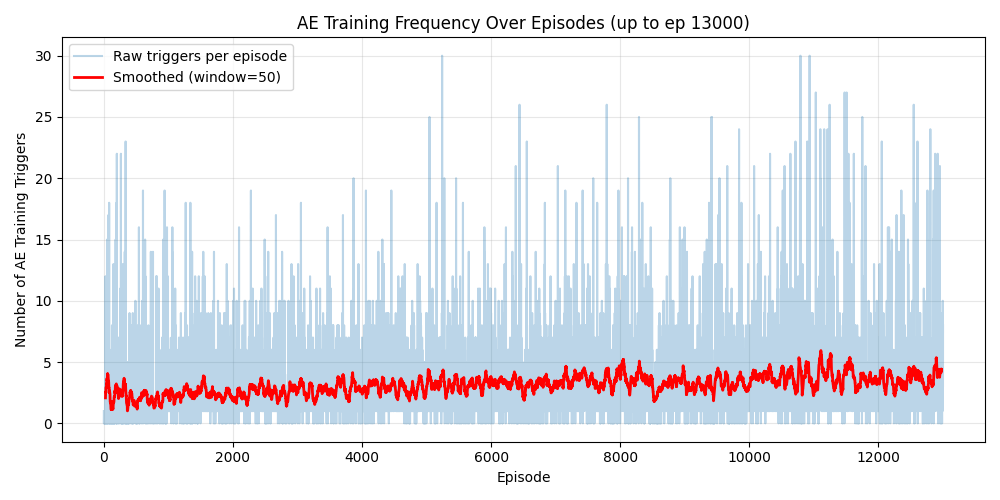 AE Training Frequency Over Episodes (up to ep 13000)
Raw triggers per episode
Smoothed (window=50)
Number of AE Training Triggers
30
25
20
15
10
5
0
0 2000 4000 6000 8000 10000 12000
Episode